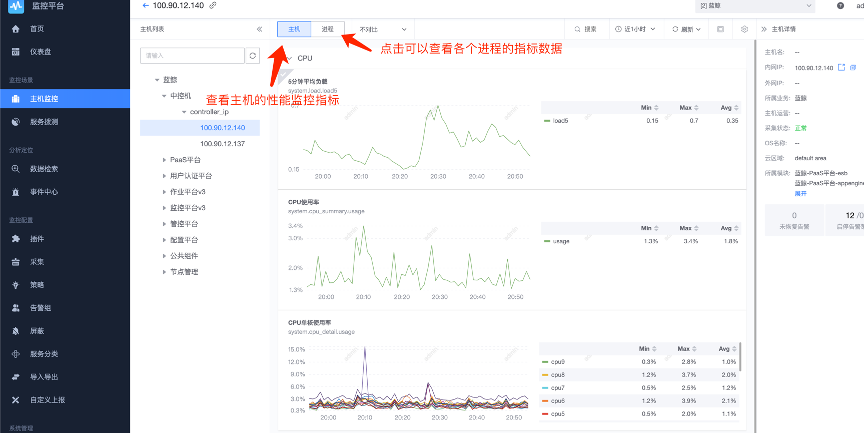 监控平台
← 100.90.12.140
[2] 蓝鲸
首页
仪表盘
监控场景
主机监控
服务拨测
分析定位
数据检索
事件中心
监控配置
插件
采集
策略
告警组
屏蔽
服务分类
导入导出
自定义上报
系统管理
主机列表
请输入
蓝鲸
中控机
controller_ip
100.90.12.140
100.90.12.137
PaaS平台
用户认证平台
作业平台v3
监控平台v3
管控平台
配置平台
公共组件
节点管理
主机 进程 不对比 搜索 近1小时 刷新
点击可以查看各个进程的指标数据
查看主机的性能监控指标
CPU
5分钟平均负载
system.load.load5
0.15
20:00 20:10 20:20 20:30 20:40 20:50
Min Max Avg
load5 0.15 0.7 0.35
CPU使用率
system.cpu_summary.usage
3.4%
3.0%
2.0%
1.3%
20:00 20:10 20:20 20:30 20:40 20:50
Min Max Avg
usage 1.3% 3.4% 1.8%
CPU单核使用率
system.cpu_detail.usage
15.0%
12.0%
9.0%
6.0%
3.0%
0.3%
20:00 20:10 20:20 20:30 20:40 20:50
Min Max Avg
cpu9 0.3% 2.8% 1.0%
cpu8 1.2% 3.7% 2.0%
cpu7 0.5% 2.5% 1.2%
cpu6 1.2% 3.9% 2.1%
cpu5 0.5% 2.0% 1.1%
主机详情
主机名: --
内网IP: 100.90.12.140
外网IP: --
所属业务: 蓝鲸
主机运营: --
采集状态: 正常
OS名称: --
云区域: default area
所属模块: 蓝鲸-PaaS平台-esb
蓝鲸-PaaS平台-appengine
展开
0
未恢复告警
12 /0